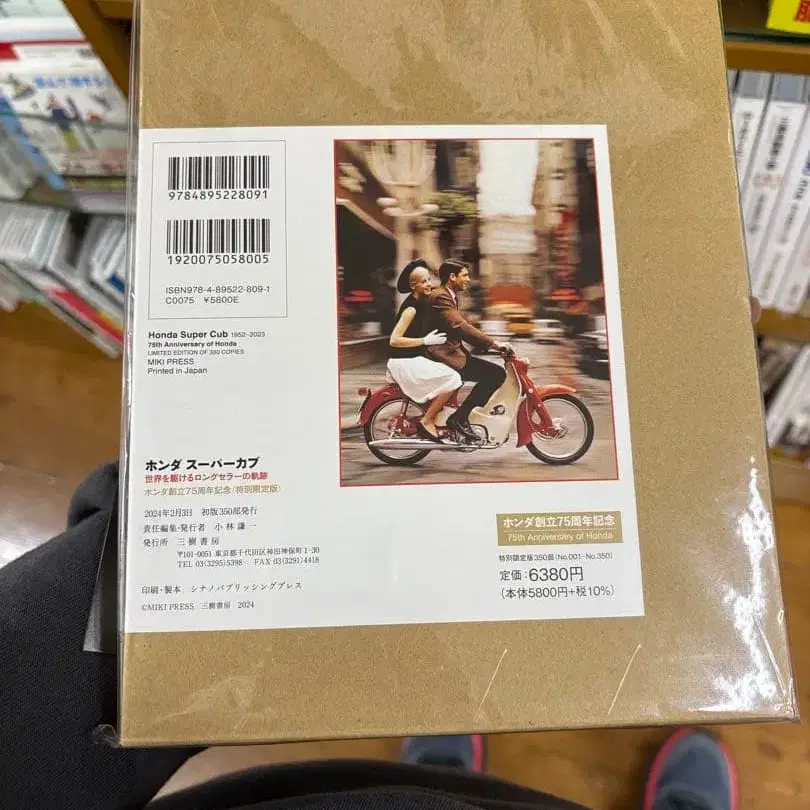 9784895228091
1920075058005
ISBN978-4-89522-809-1
C0075 ¥5800E
Honda Super Cub 1952-2023
75th Anniversary of Honda
LIMITED EDITION OF 350 COPIES
MIKI PRESS
Printed in Japan
ホンダ スーパーカブ
世界を駆けるロングセラーの軌跡
ホンダ創立75周年記念〈特別限定版〉
2024年2月3日 初版350部発行
責任編集・発行者 小林謙一
発行所 三樹書房
〒101-0051 東京都千代田区神田神保町1-30
TEL 03(3295)5398 FAX 03(3291)4418
印刷・製本 シナノパブリッシングプレス
©MIKI PRESS 三樹書房 2024
ホンダ創立75周年記念
75th Anniversary of Honda
特別限定版350部(No.001~No.350)
定価:6380円
(本体5800円+税10%)